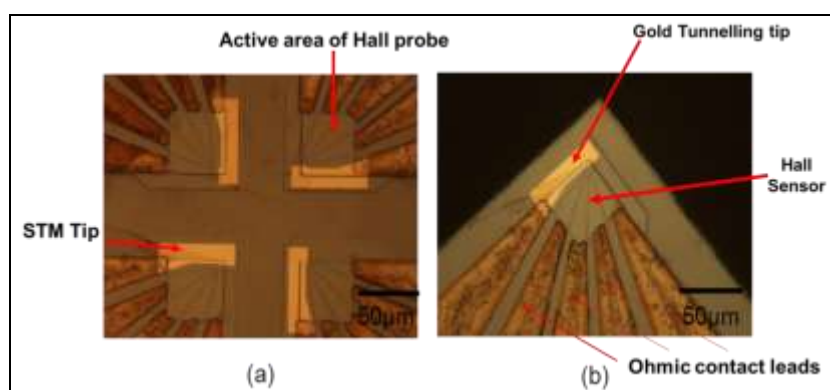 Active area of Hall probe
STM Tip
50µm
(a)
Gold Tunnelling tip
Hall
Sensor
50µm
Ohmic contact leads
(b)